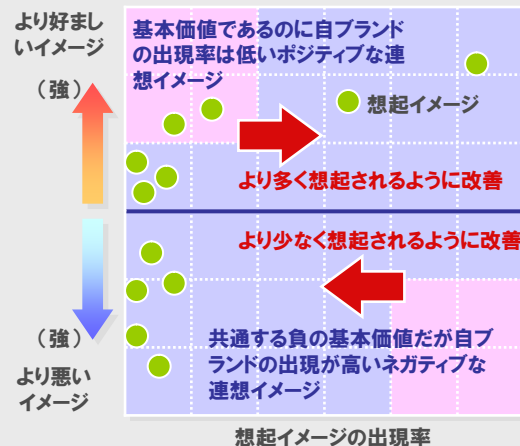 より好まし
いイメージ
（強）
基本価値であるのに自ブランド
の出現率は低いポジティブな連
想イメージ
想起イメージ
より多く想起されるように改善
より少なく想起されるように改善
共通する負の基本価値だが自ブ
ランドの出現が高いネガティブな
連想イメージ
（強）
より悪い
イメージ
想起イメージの出現率